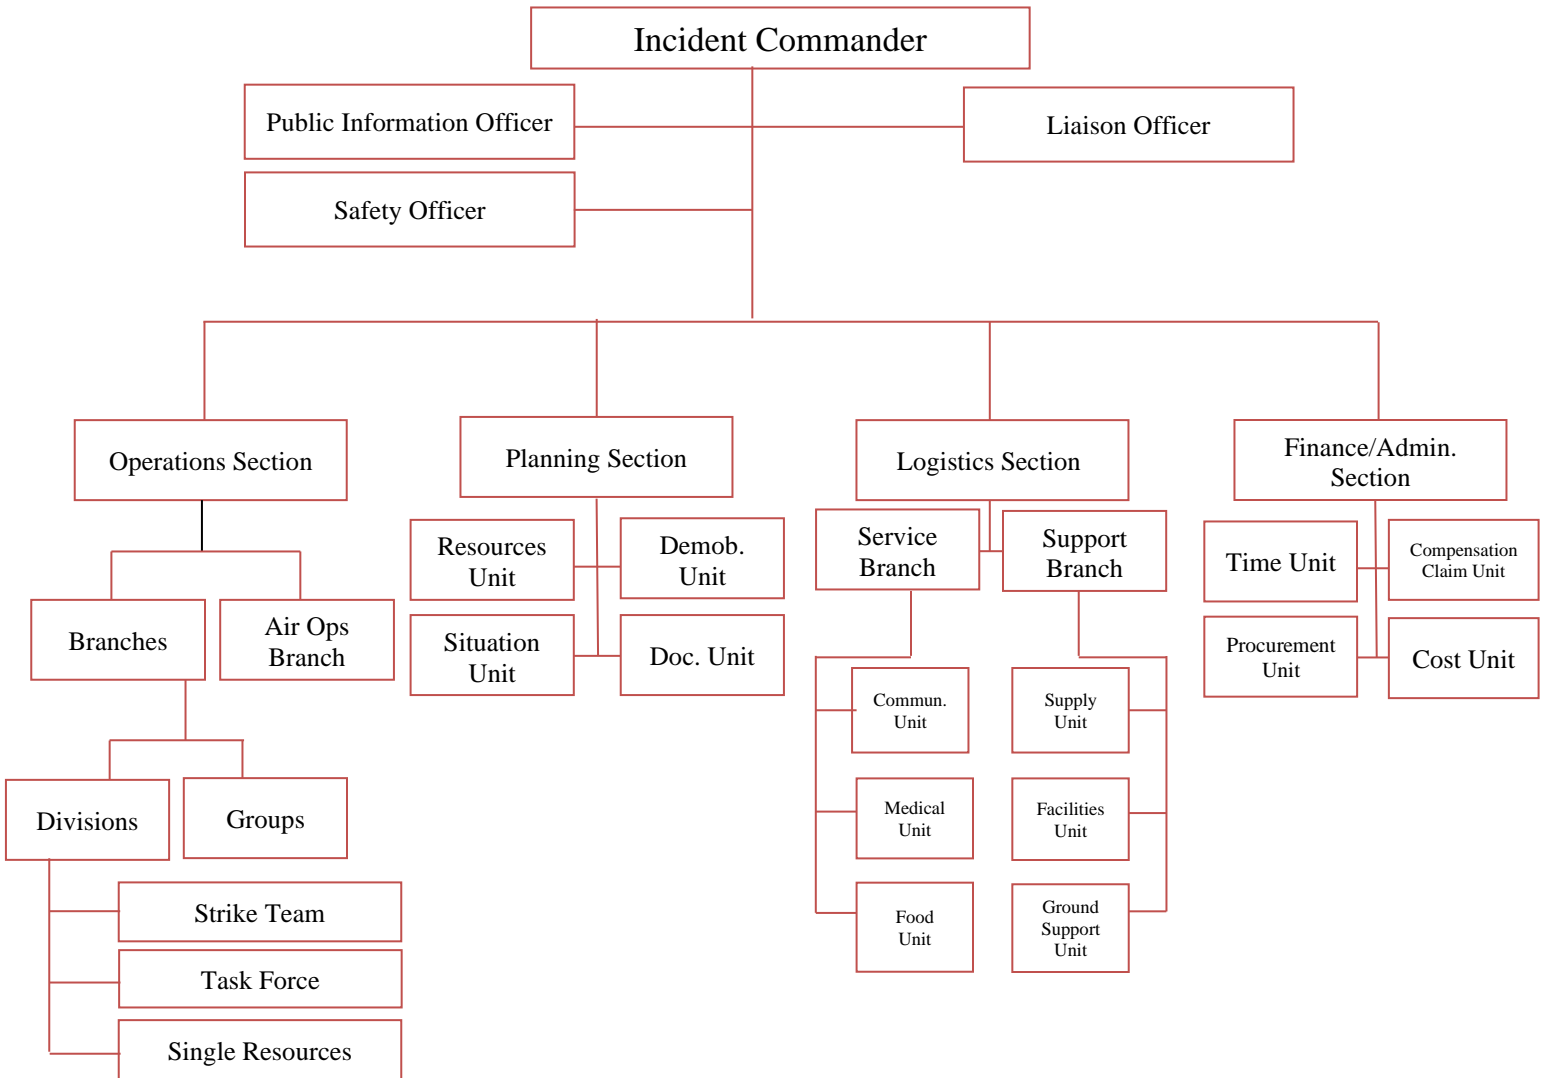 Incident Commander
Public Information Officer
Liaison Officer
Safety Officer
Operations Section
Planning Section
Logistics Section
Finance/Admin.
Section
Resources
Unit
Demob.
Unit
Service
Branch
Support
Branch
Time Unit
Compensation
Claim Unit
Branches
Air Ops
Branch
Situation
Unit
Doc. Unit
Procurement
Unit
Cost Unit
Commun.
Unit
Supply
Unit
Divisions
Groups
Medical
Unit
Facilities
Unit
Strike Team
Food
Unit
Ground
Support
Unit
Task Force
Single Resources